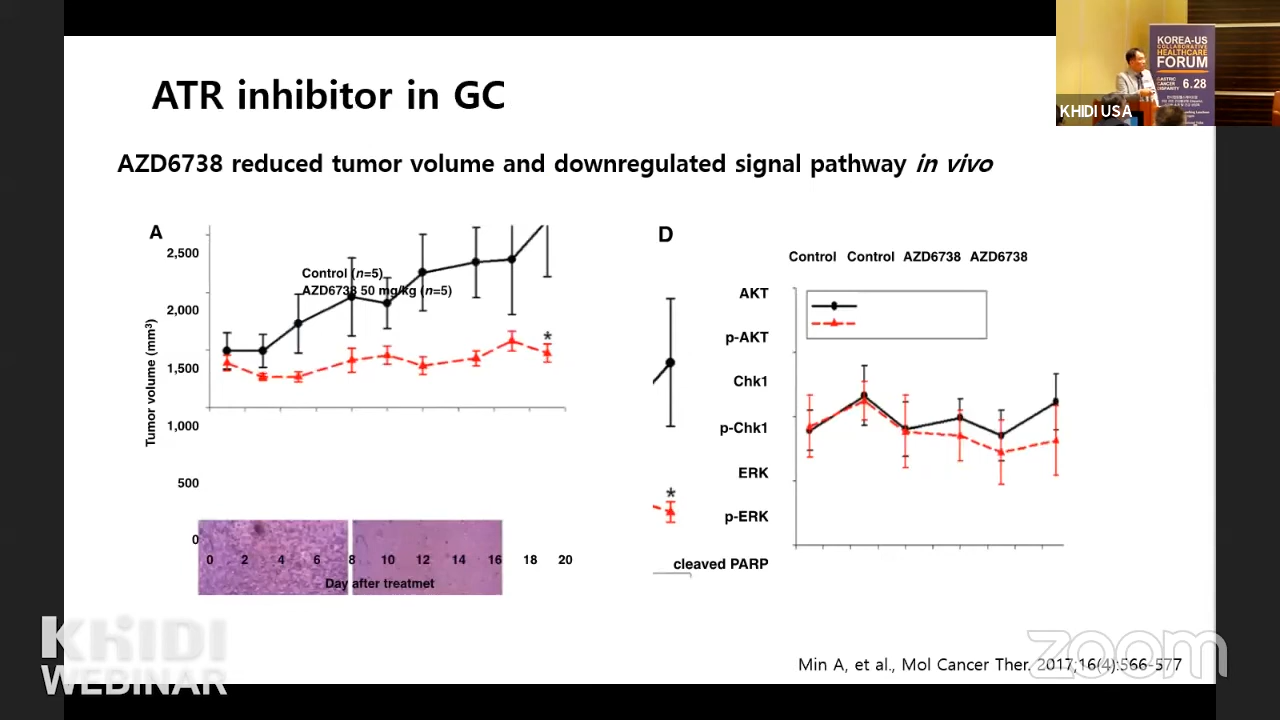 ATR inhibitor in GC
KOREA-US
COLLABORATIVE
HEALTHCARE
FORUM
GASTRIC
CANCER
DISPARITY
6.28
KHIDI USA
AZD6738 reduced tumor volume and downregulated signal pathway in vivo
A
Tumor volume (mm3)
2,500
2,000
1,500
1,000
500
0
Control (n=5)
AZD6738 50 mg/kg (n=5)
*
0 2 4 6 8 10 12 14 16 18 20
Day after treatmet
D
Control Control AZD6738 AZD6738
AKT
p-AKT
Chk1
p-Chk1
ERK
*
p-ERK
cleaved PARP
KHIDI
WEBINAR
zoom
Min A, et al., Mol Cancer Ther. 2017;16(4):566-577